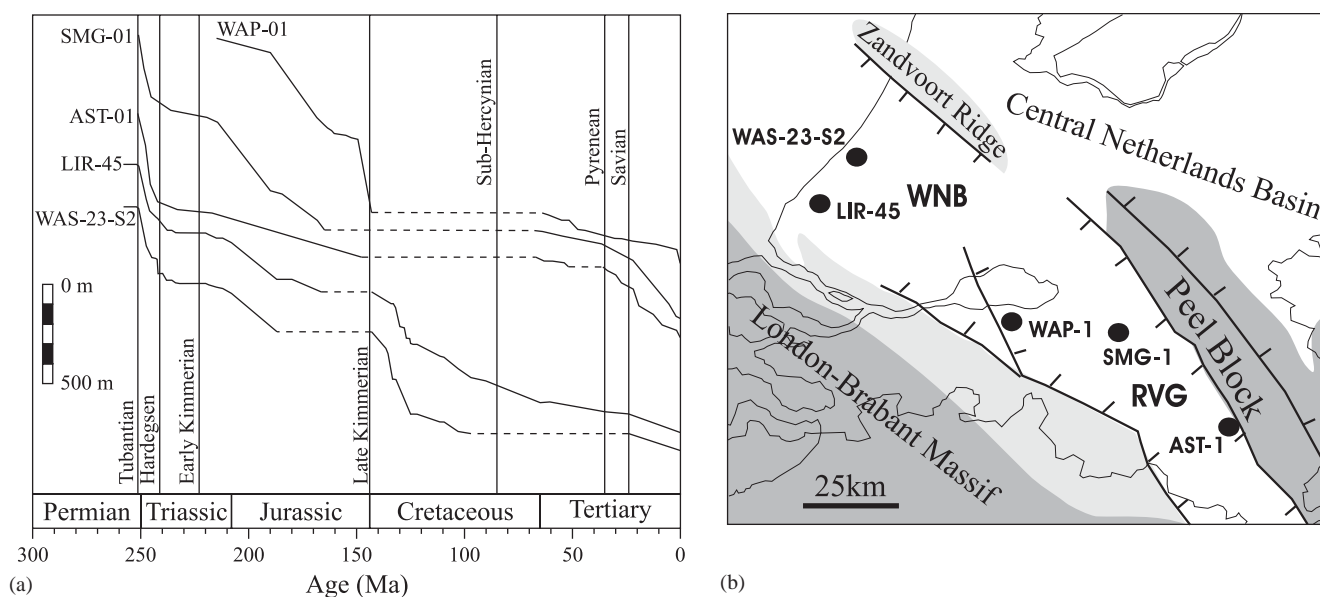 SMG-01
WAP-01
AST-01
LIR-45
WAS-23-S2
0 m
500 m
Tubantian
Hardegsen
Early Kimmerian
Late Kimmerian
Sub-Hercynian
Pyrenean
Savian
Permian
Triassic
Jurassic
Cretaceous
Tertiary
300
250
200
150
100
50
0
Age (Ma)
(a)
Zandvoort Ridge
Central Netherlands Basin
WAS-23-S2
WNB
LIR-45
WAP-1
SMG-1
Peel Block
London-Brabant Massif
RVG
AST-1
25km
(b)